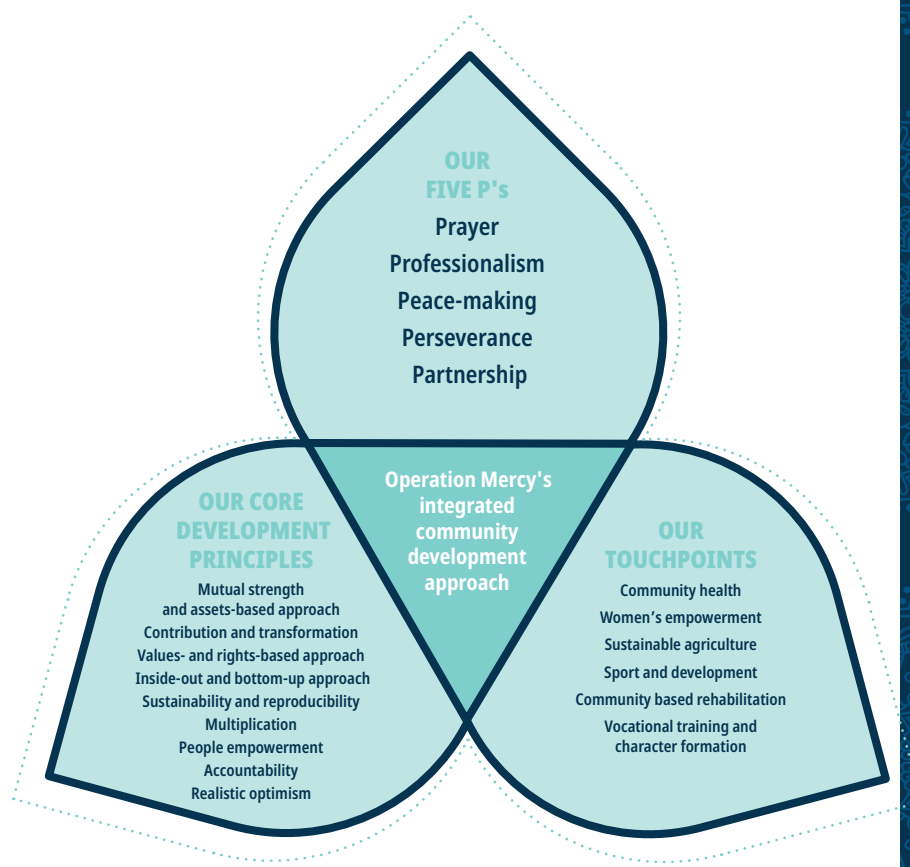 OUR
FIVE P's
Prayer
Professionalism
Peace-making
Perseverance
Partnership
Operation Mercy's
integrated
community
development
approach
OUR CORE
DEVELOPMENT
PRINCIPLES
Mutual strength
and assets-based approach
Contribution and transformation
Values- and rights-based approach
Inside-out and bottom-up approach
Sustainability and reproducibility
Multiplication
People empowerment
Accountability
Realistic optimism
OUR
TOUCHPOINTS
Community health
Women’s empowerment
Sustainable agriculture
Sport and development
Community based rehabilitation
Vocational training and
character formation